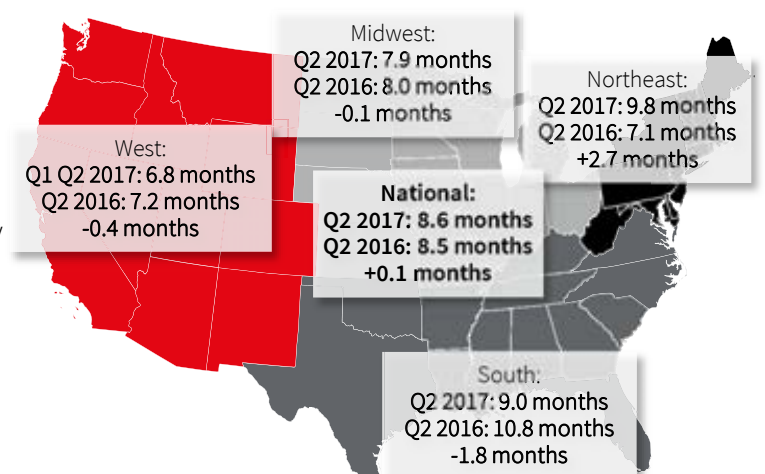 Midwest:
Q2 2017: 7.9 months
Q2 2016: 8.0 months
-0.1 months
Northeast:
Q2 2017: 9.8 months
Q2 2016: 7.1 months
+2.7 months
West:
Q1 Q2 2017: 6.8 months
Q2 2016: 7.2 months
-0.4 months
National:
Q2 2017: 8.6 months
Q2 2016: 8.5 months
+0.1 months
South:
Q2 2017: 9.0 months
Q2 2016: 10.8 months
-1.8 months